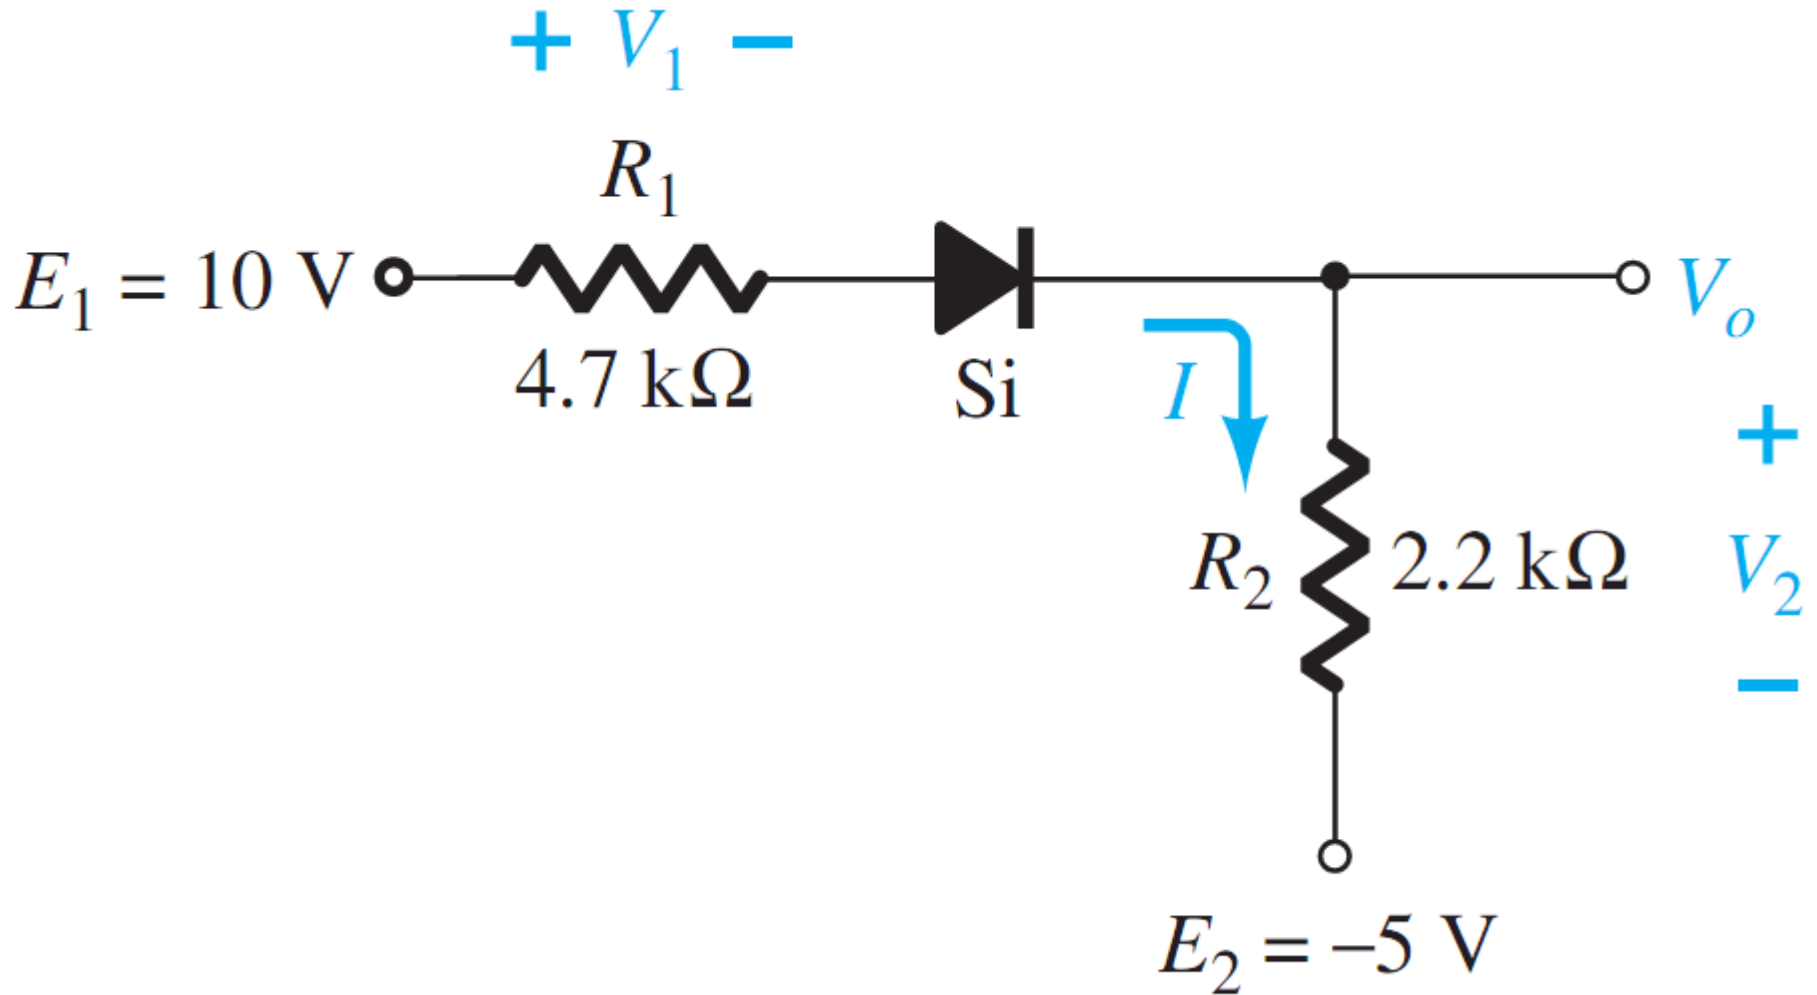 + V₁ −
R₁
E₁ = 10 V
4.7 kΩ
Si
I
Vₒ
+
R₂
2.2 kΩ
V₂
−
E₂ = −5 V